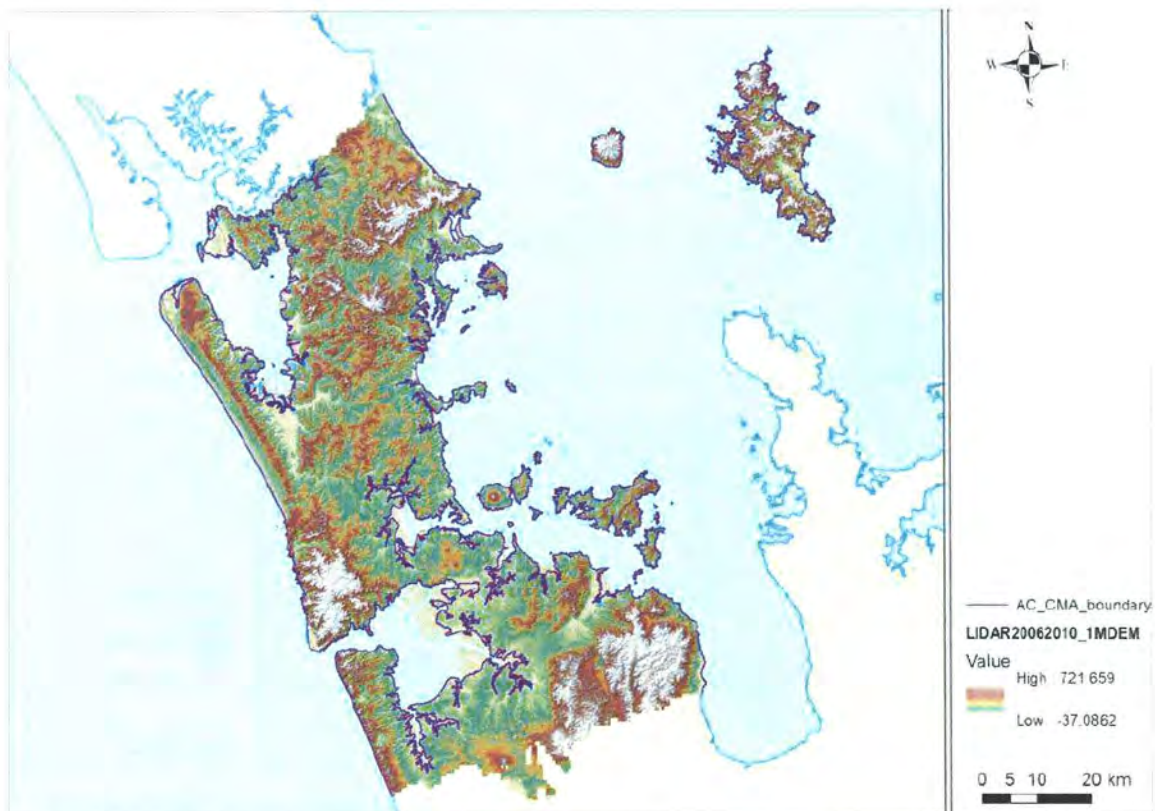 N
W E
S
AC_CMA_boundary
LIDAR20062010_1MDEM
Value
High 721 659
Low -37.0862
0 5 10 20 km